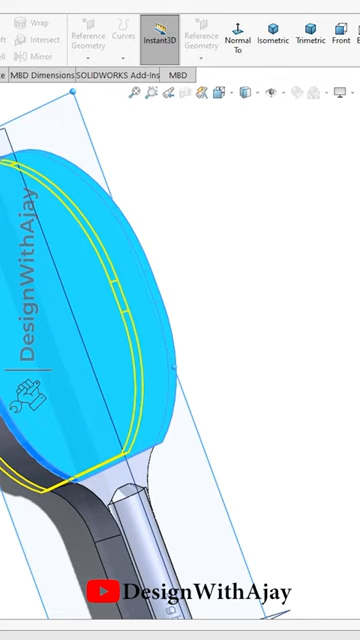 Wrap
Reference Geometry
Curves
Instant3D
Reference Geometry
Normal To
Isometric
Trimetric
Front
Intersect
Mirror
MBD Dimensions
SOLIDWORKS Add-Ins
MBD
DesignWithAjay
DesignWithAjay